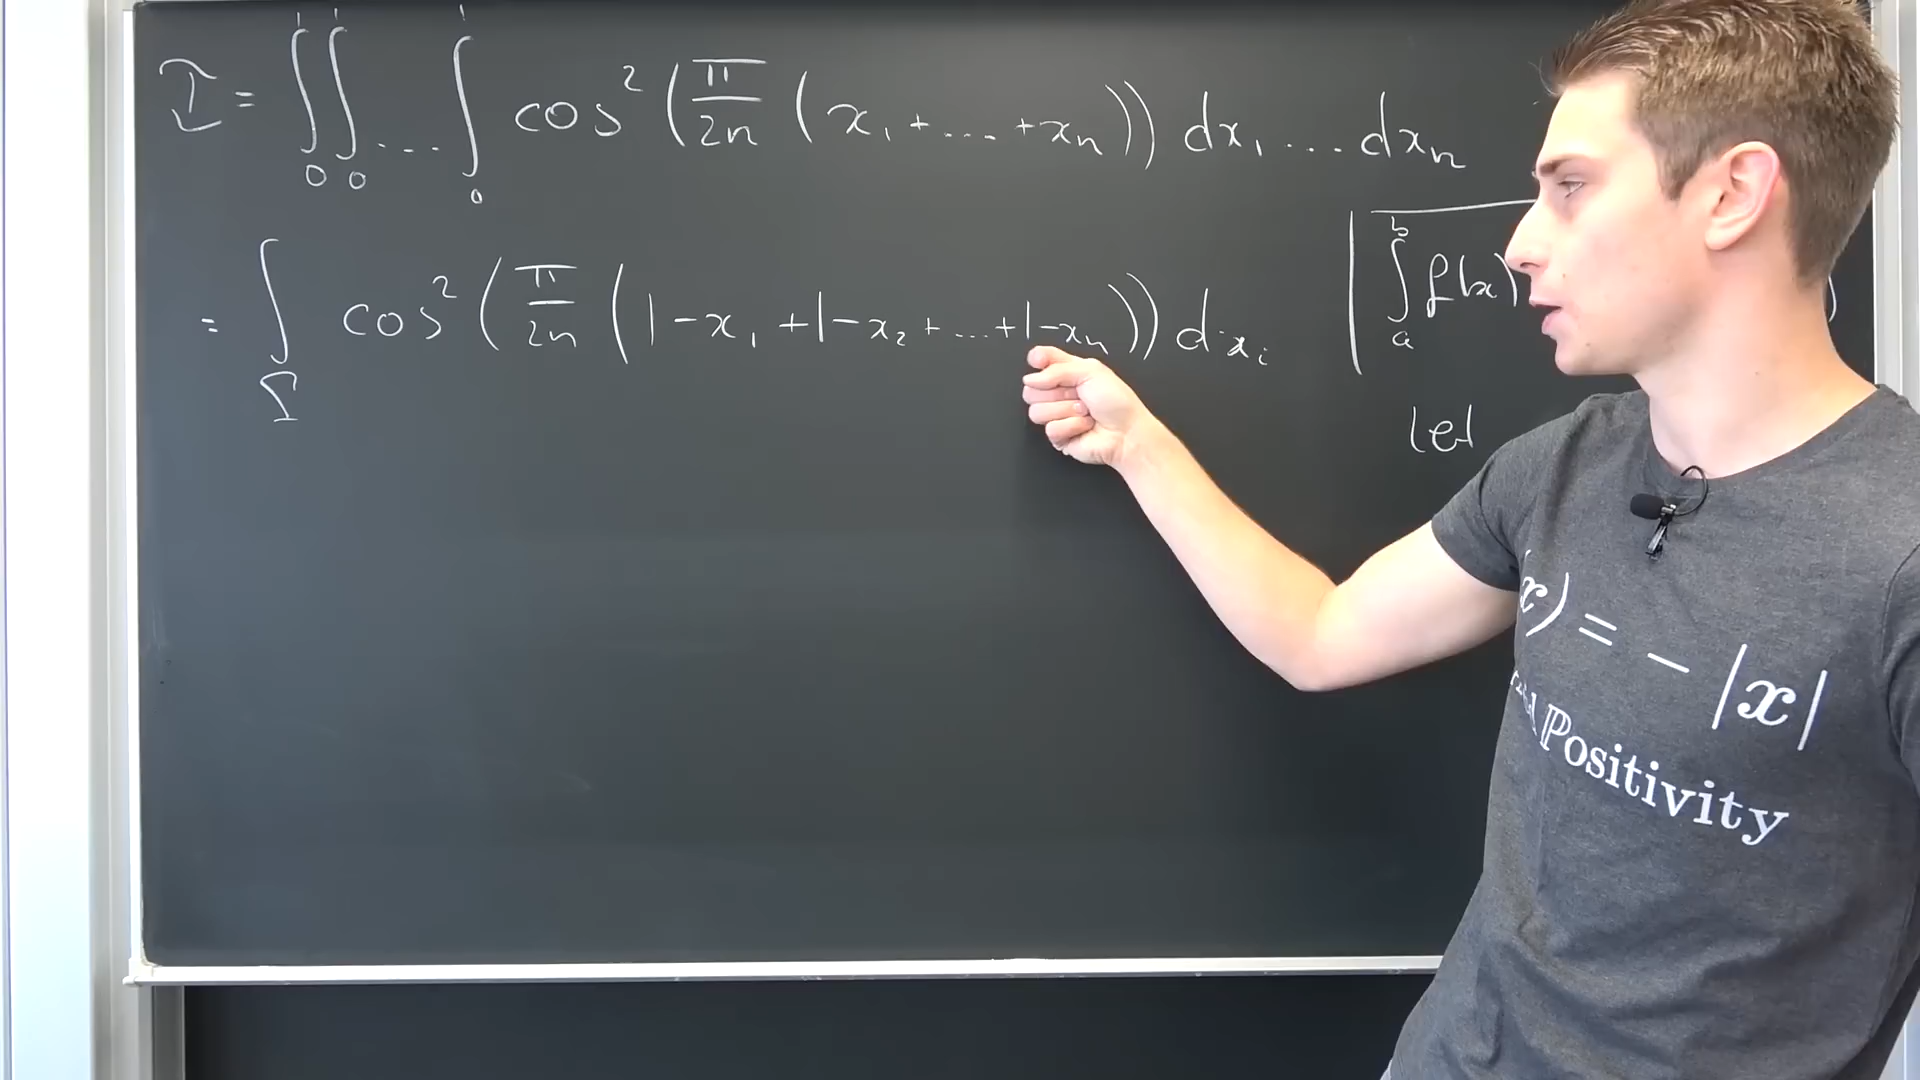 I = ∫₀¹∫₀¹ .... ∫₀¹ cos² (π/2n (x₁ + .... + xₙ)) dx₁ .... dxₙ
= ∫_Ω cos² (π/2n (1-x₁ + 1-x₂ + .... + 1-xₙ)) dxᵢ
∫ₐᵇ f(x)
let
x) = - |x|
Positivity